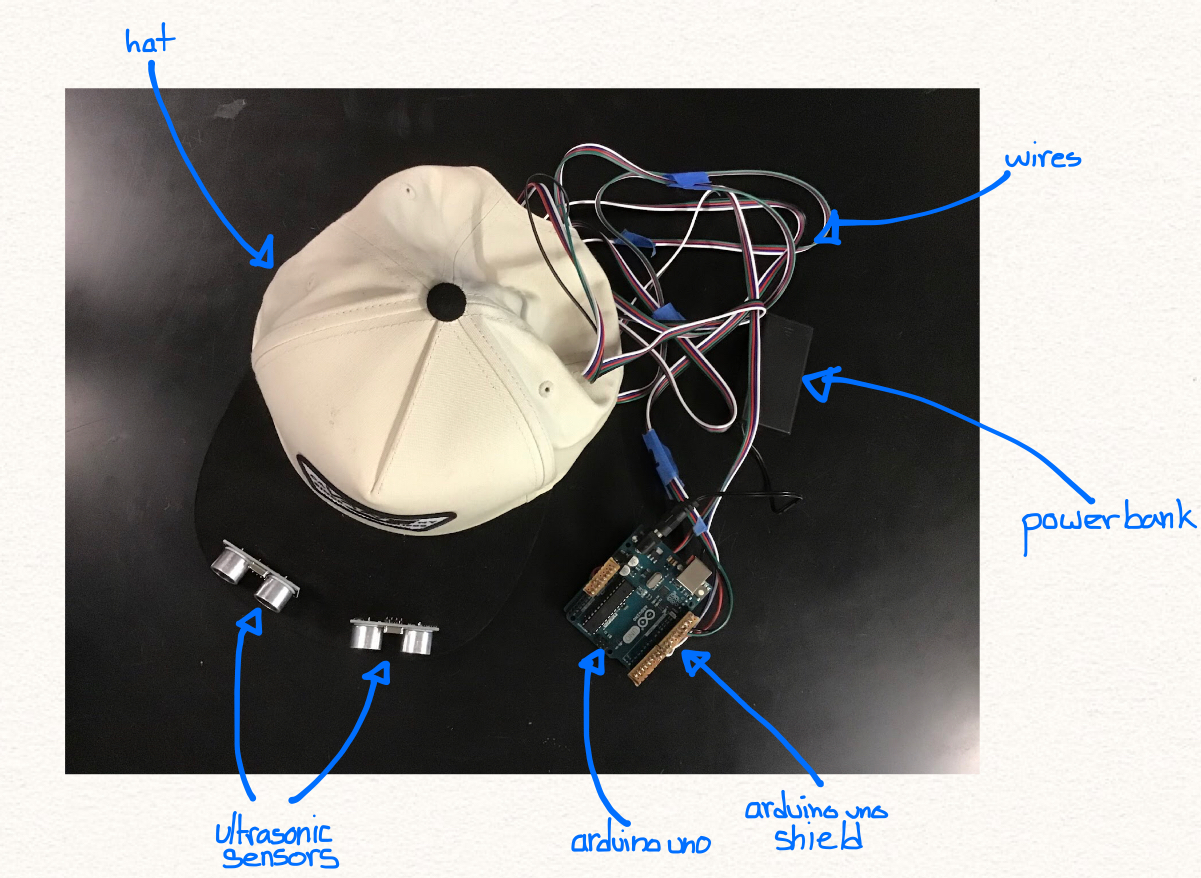 hat
wires
powerbank
ultrasonic
sensors
arduino uno
arduino uno
shield